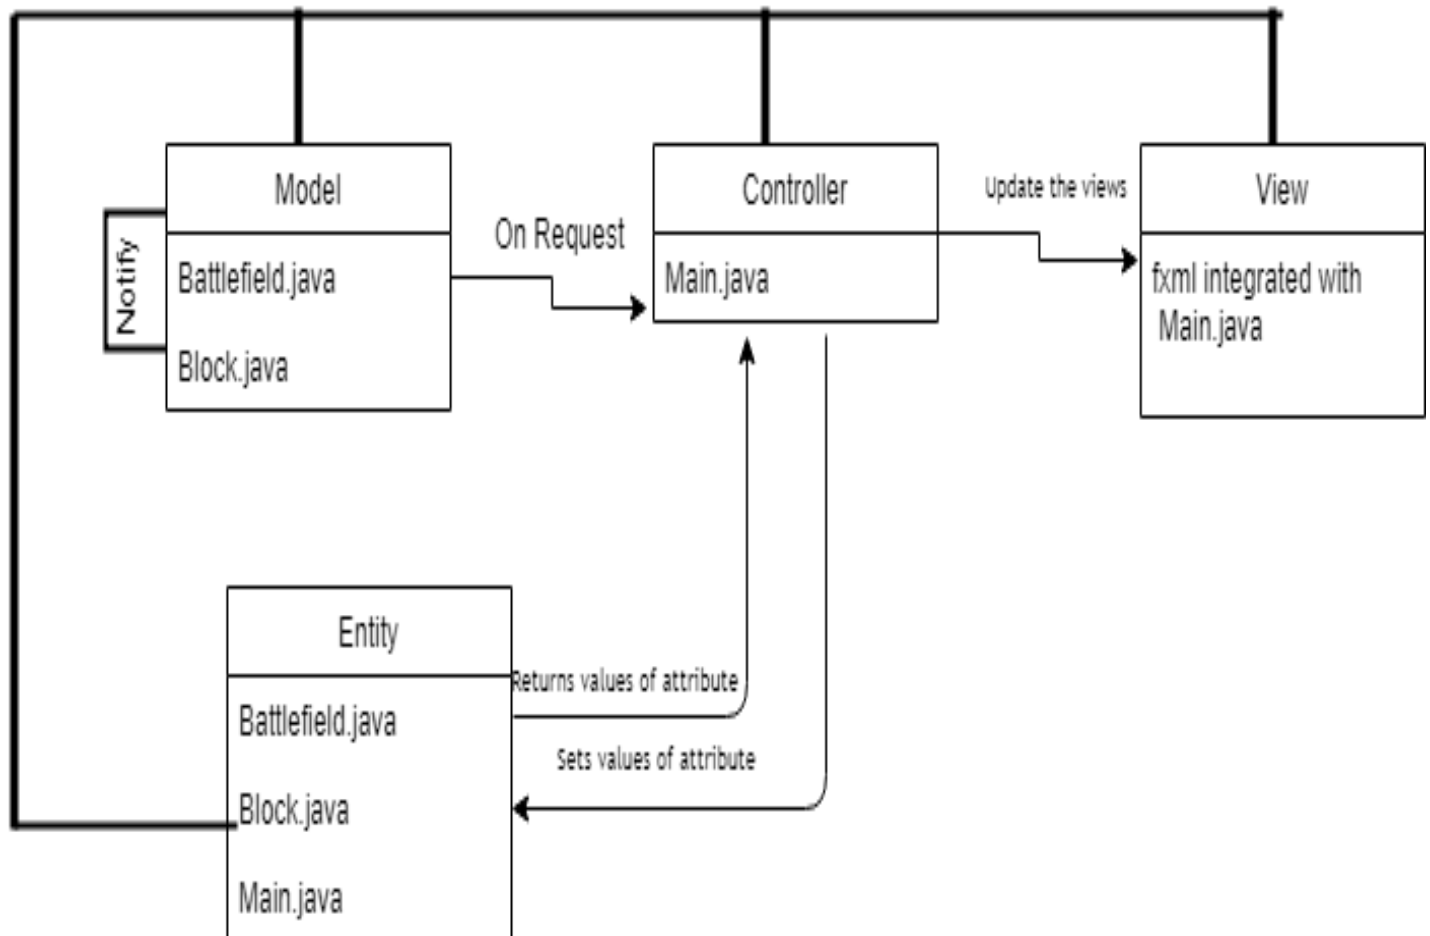 Model
Notify
Battlefield.java
Block.java
On Request
Controller
Main.java
Update the views
View
fxml integrated with
Main.java
Entity
Battlefield.java
Block.java
Main.java
Returns values of attribute
Sets values of attribute